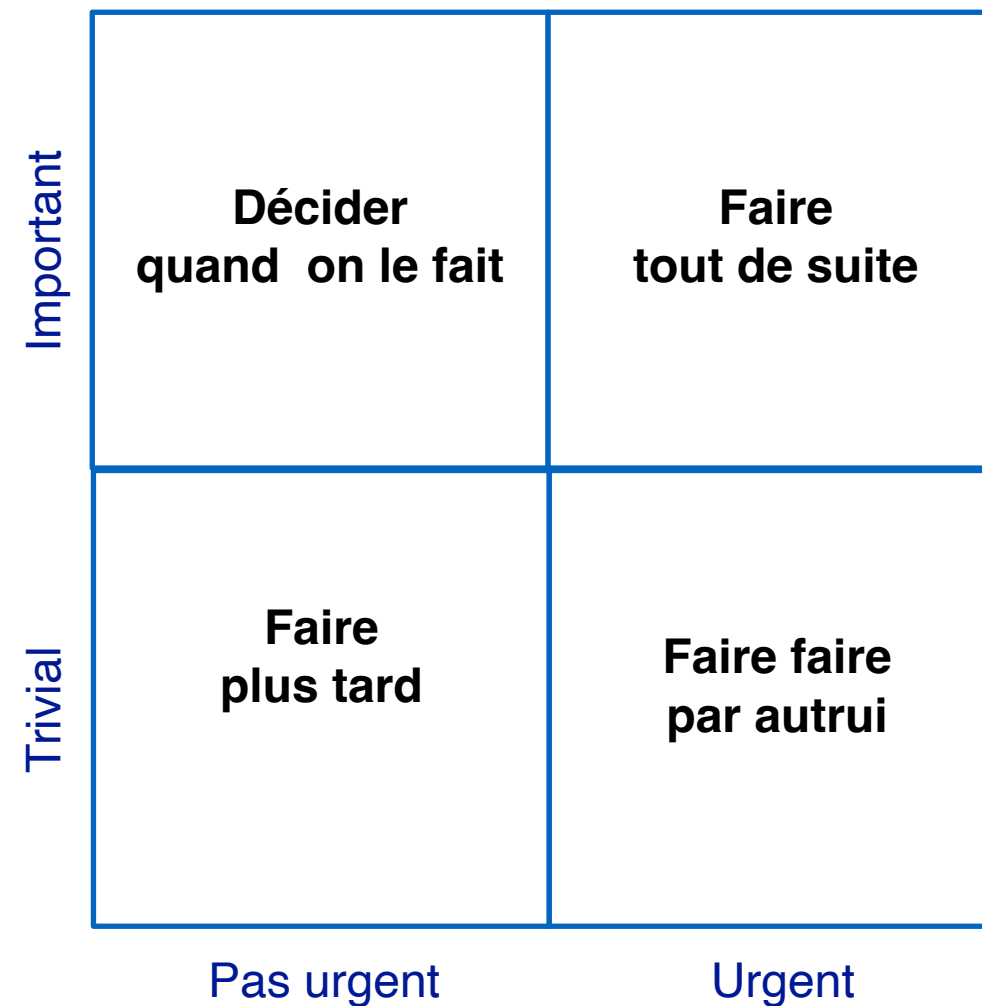 Important
Décider
quand on le fait
Faire
tout de suite
Trivial
Faire
plus tard
Faire faire
par autrui
Pas urgent
Urgent